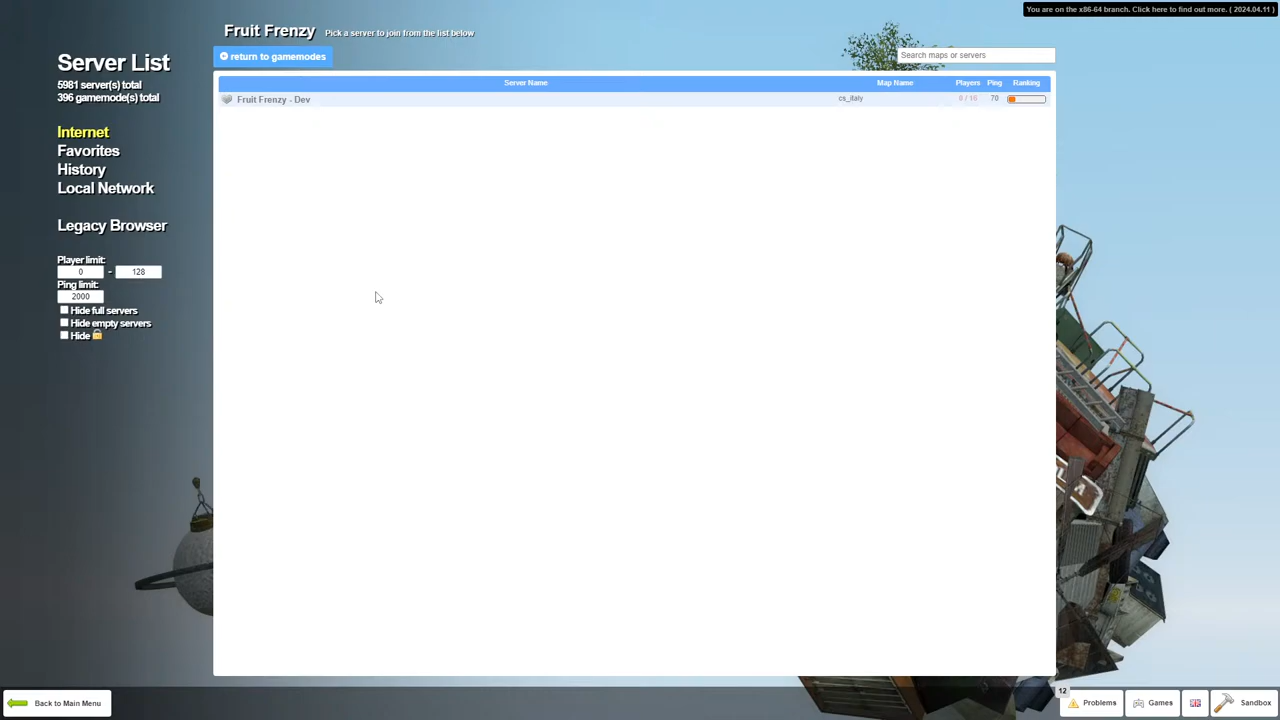 You are on the x86-64 branch. Click here to find out more. ( 2024.04.11 )
Fruit Frenzy Pick a server to join from the list below
return to gamemodes
Search maps or servers
Server List
5981 server(s) total
396 gamemode(s) total
Internet
Favorites
History
Local Network
Legacy Browser
Player limit:
0 - 128
Ping limit:
2000
Hide full servers
Hide empty servers
Hide
Server Name Map Name Players Ping Ranking
Fruit Frenzy - Dev cs_italy 0 / 16 70
Back to Main Menu
12
Problems
Games
Sandbox